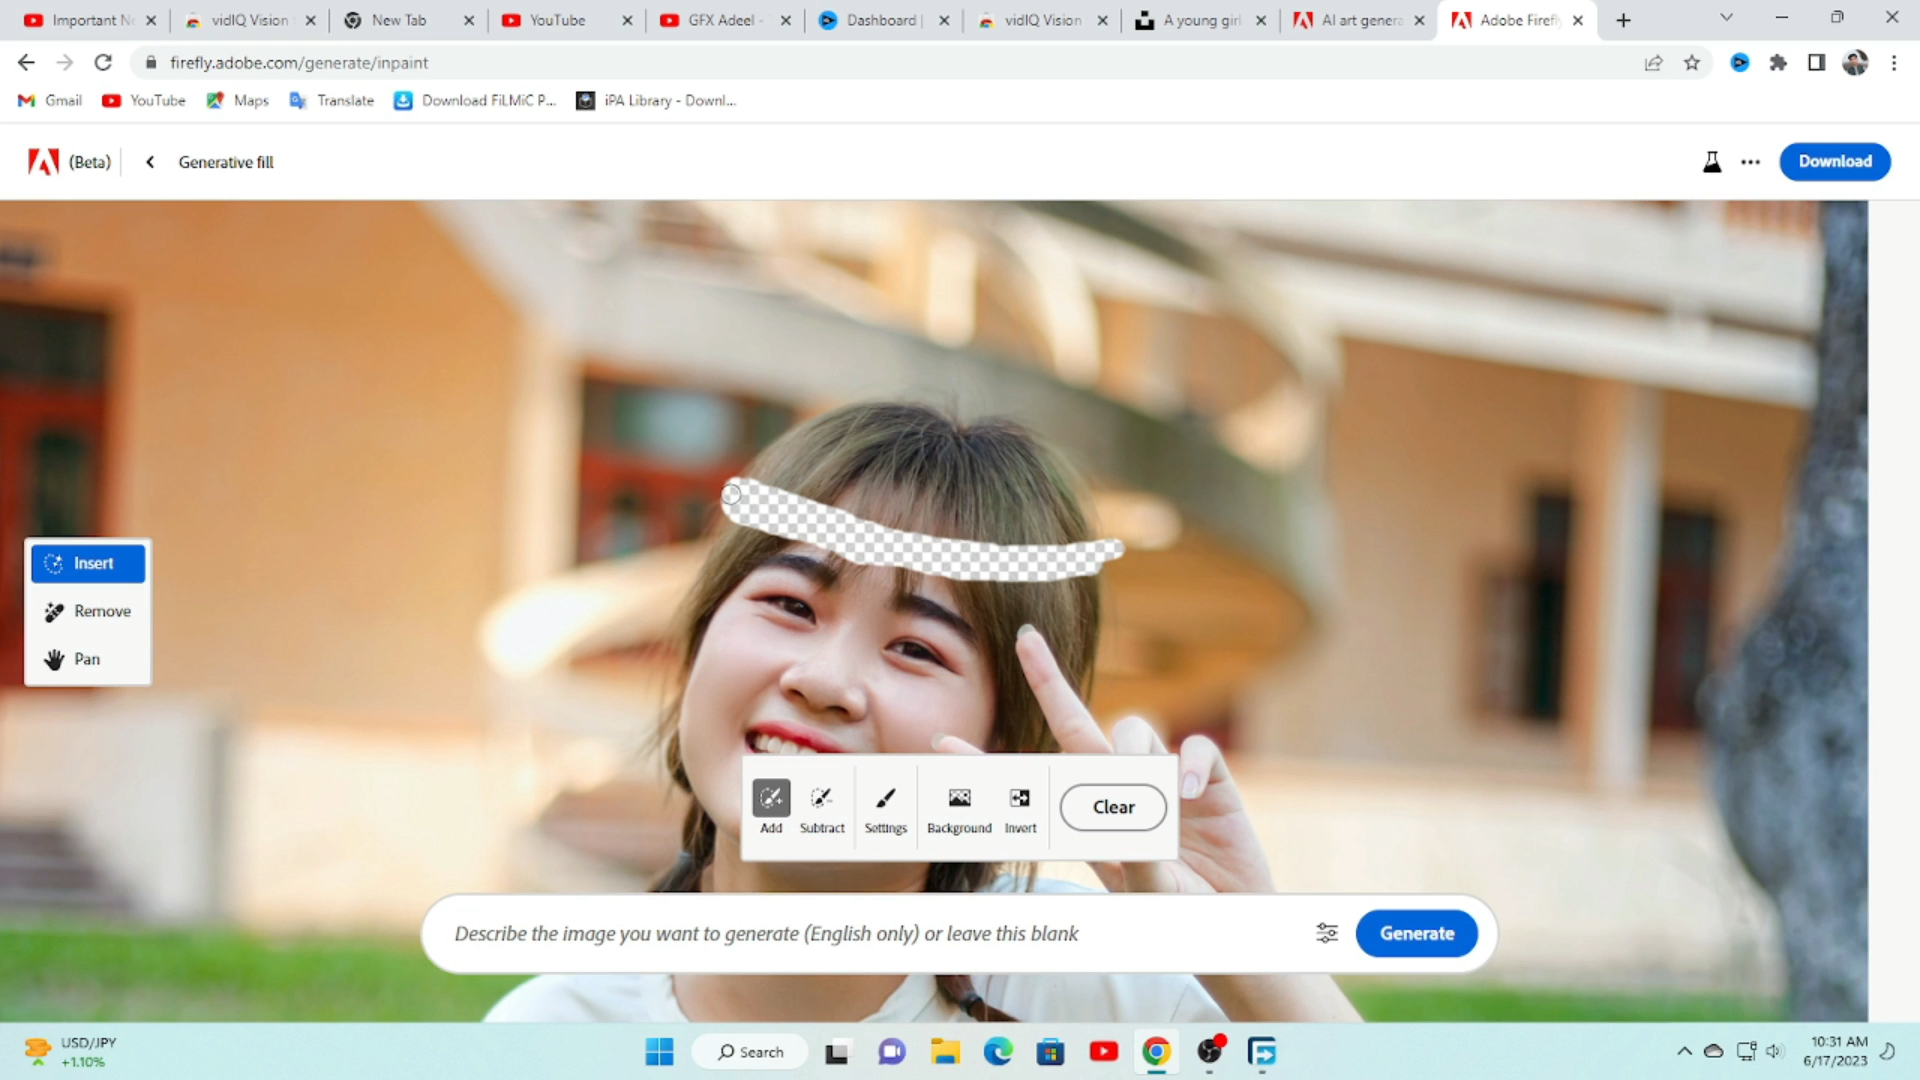 Important Ne
vidIQ Vision
New Tab
YouTube
GFX Adeel -
Dashboard |
vidIQ Vision
A young girl
AI art genera
Adobe Firefly
firefly.adobe.com/generate/inpaint
Gmail
YouTube
Maps
Translate
Download FiLMiC P...
iPA Library - Downl...
(Beta)
Generative fill
Download
Insert
Remove
Pan
Add
Subtract
Settings
Background
Invert
Clear
Describe the image you want to generate (English only) or leave this blank
Generate
USD/JPY
+1.10%
Search
10:31 AM
6/17/2023